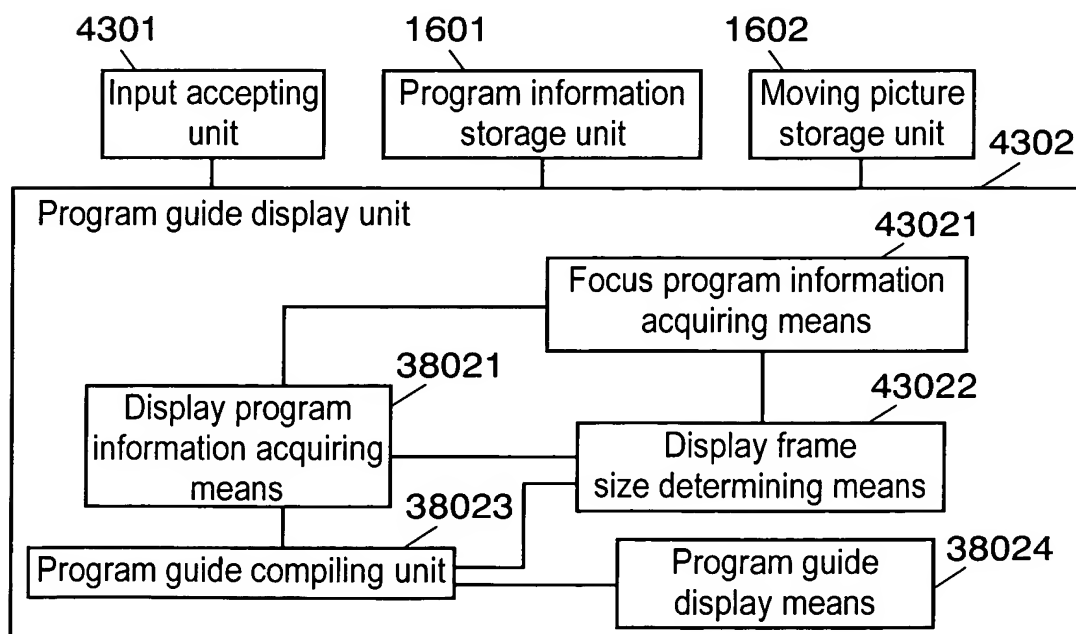 4301
1601
1602
Input accepting
unit
Program information
storage unit
Moving picture
storage unit
4302
Program guide display unit
43021
Focus program information
acquiring means
38021
43022
Display program
information acquiring
means
Display frame
size determining means
38023
Program guide compiling unit
38024
Program guide
display means